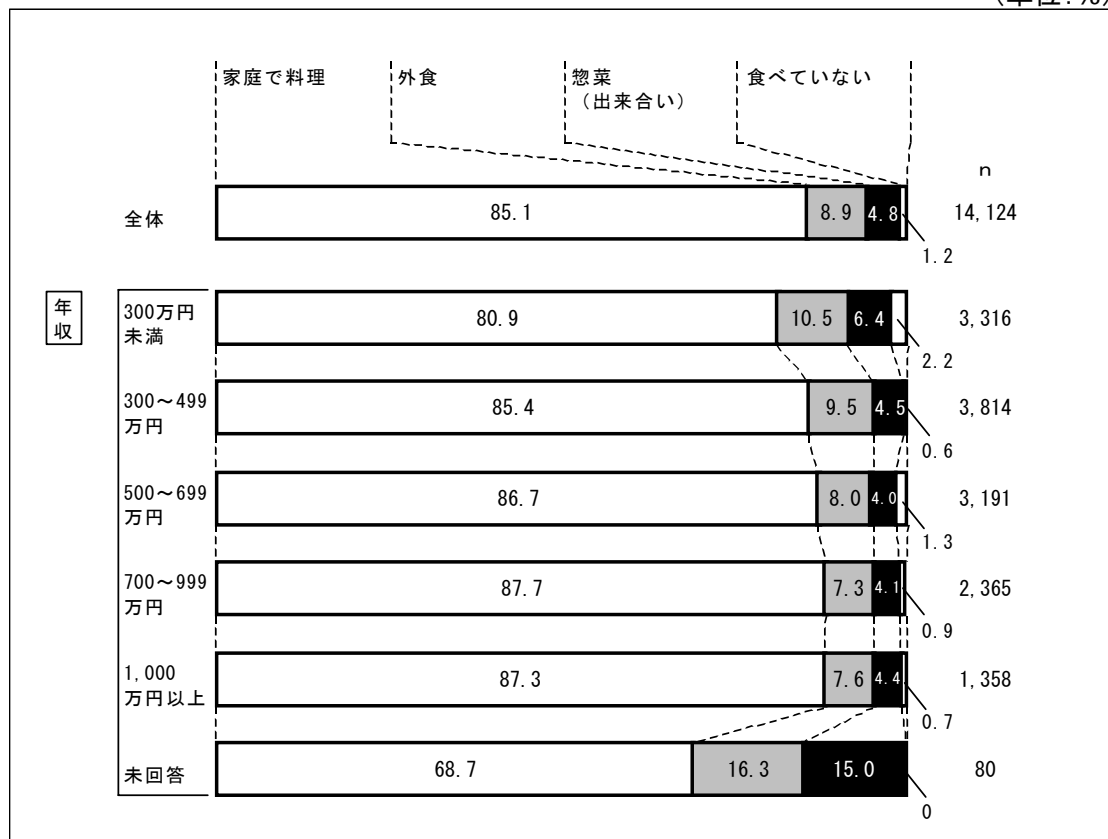 (単位:%)
家庭で料理
外食
惣菜
(出来合い)
食べていない
n
全体
85.1
8.9
4.8
1.2
14,124
年収
300万円
未満
80.9
10.5
6.4
2.2
3,316
300〜499
万円
85.4
9.5
4.5
0.6
3,814
500〜699
万円
86.7
8.0
4.0
1.3
3,191
700〜999
万円
87.7
7.3
4.1
0.9
2,365
1,000
万円以上
87.3
7.6
4.4
0.7
1,358
未回答
68.7
16.3
15.0
0
80